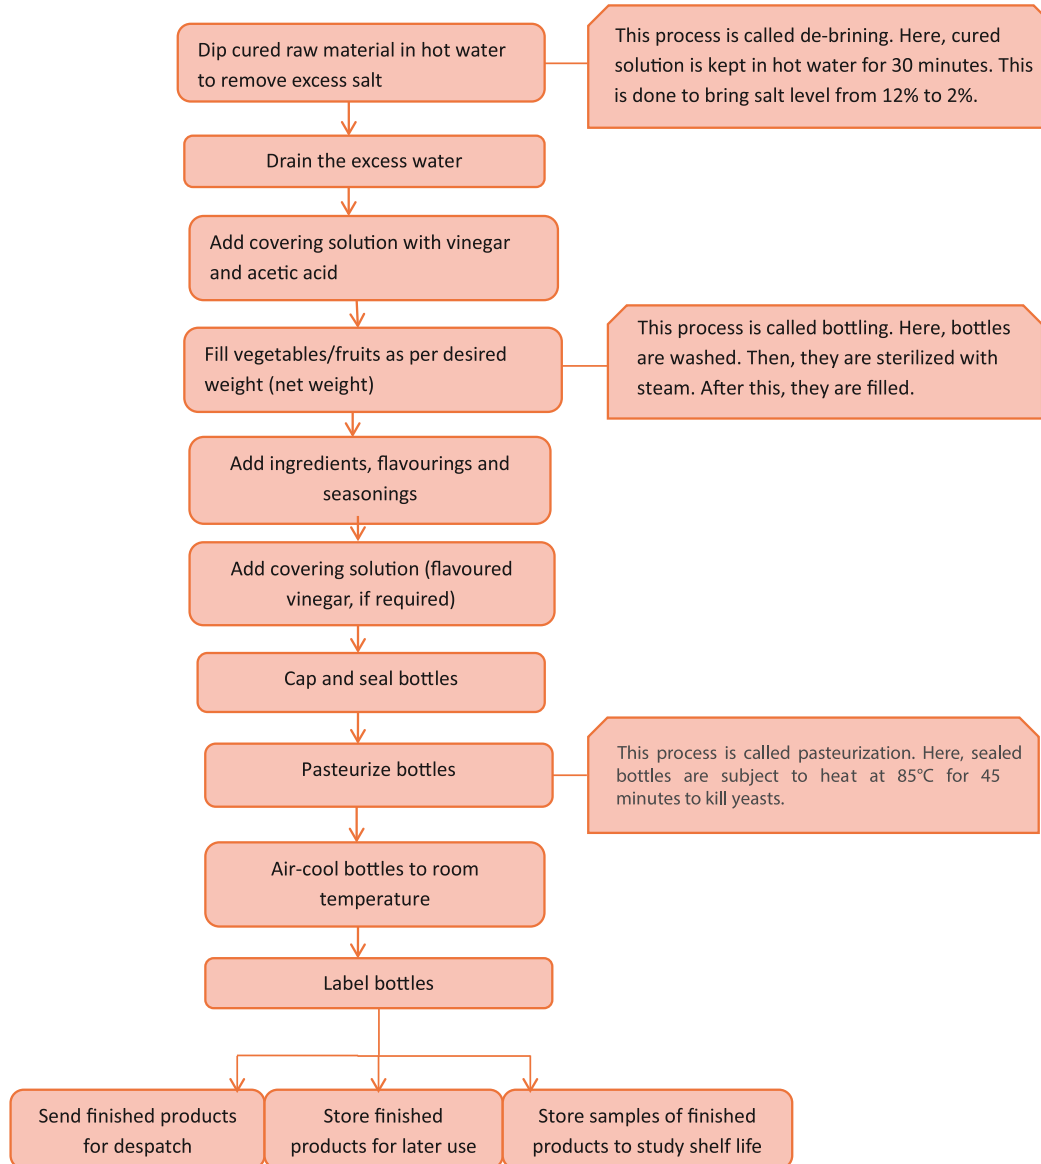 Dip cured raw material in hot water
to remove excess salt
This process is called de-brining. Here, cured
solution is kept in hot water for 30 minutes. This
is done to bring salt level from 12% to 2%.
Drain the excess water
Add covering solution with vinegar
and acetic acid
Fill vegetables/fruits as per desired
weight (net weight)
This process is called bottling. Here, bottles
are washed. Then, they are sterilized with
steam. After this, they are filled.
Add ingredients, flavourings and
seasonings
Add covering solution (flavoured
vinegar, if required)
Cap and seal bottles
Pasteurize bottles
This process is called pasteurization. Here, sealed
bottles are subject to heat at 85°C for 45
minutes to kill yeasts.
Air-cool bottles to room
temperature
Label bottles
Send finished products
for despatch
Store finished
products for later use
Store samples of finished
products to study shelf life